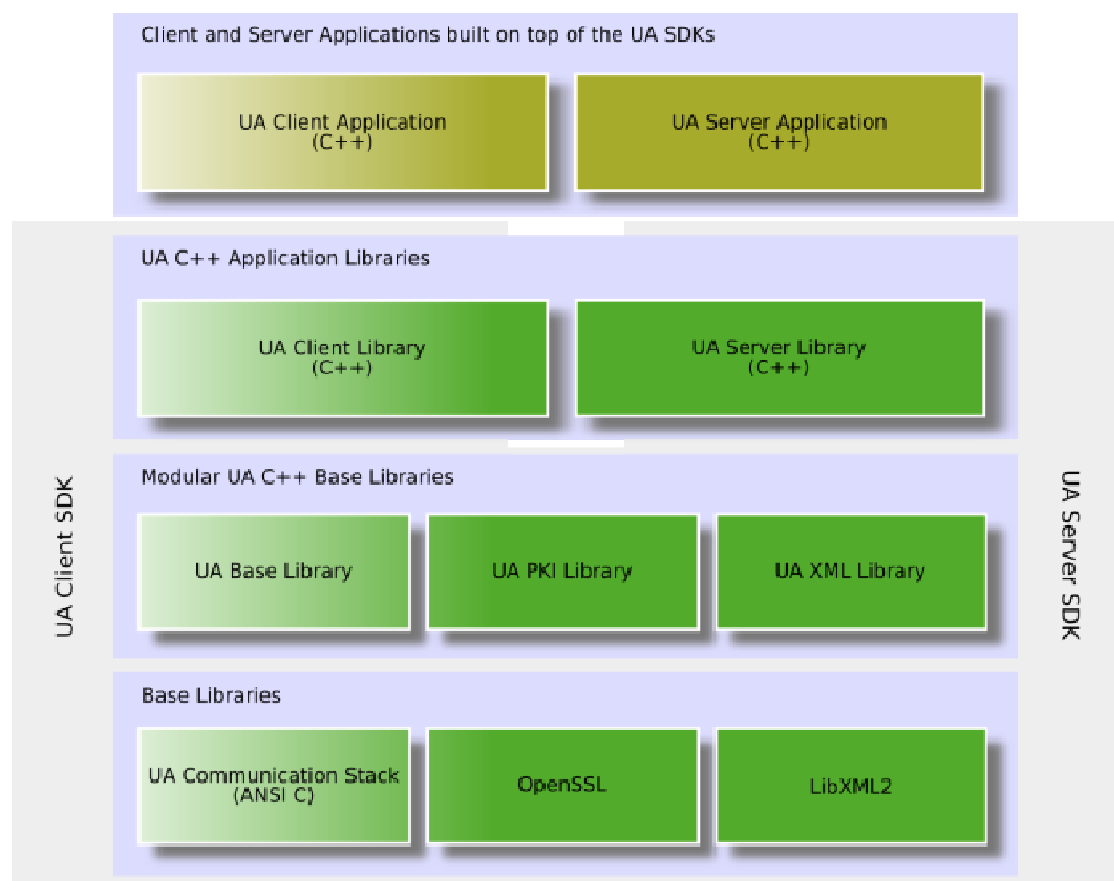 Client and Server Applications built on top of the UA SDKs
UA Client Application
(C++)
UA Server Application
(C++)
UA C++ Application Libraries
UA Client Library
(C++)
UA Server Library
(C++)
UA Client SDK
UA Server SDK
Modular UA C++ Base Libraries
UA Base Library
UA PKI Library
UA XML Library
Base Libraries
UA Communication Stack
(ANSI C)
OpenSSL
LibXML2